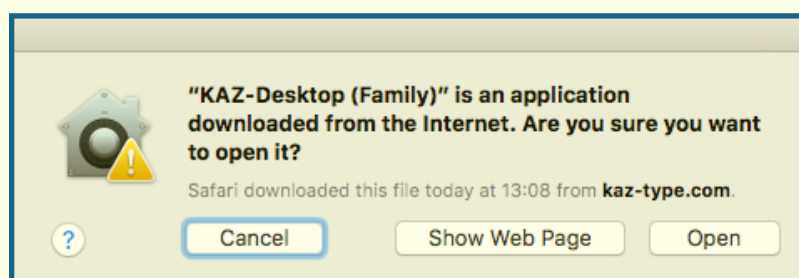 “KAZ-Desktop (Family)” is an application
downloaded from the Internet. Are you sure you want
to open it?
Safari downloaded this file today at 13:08 from kaz-type.com.
? Cancel Show Web Page Open